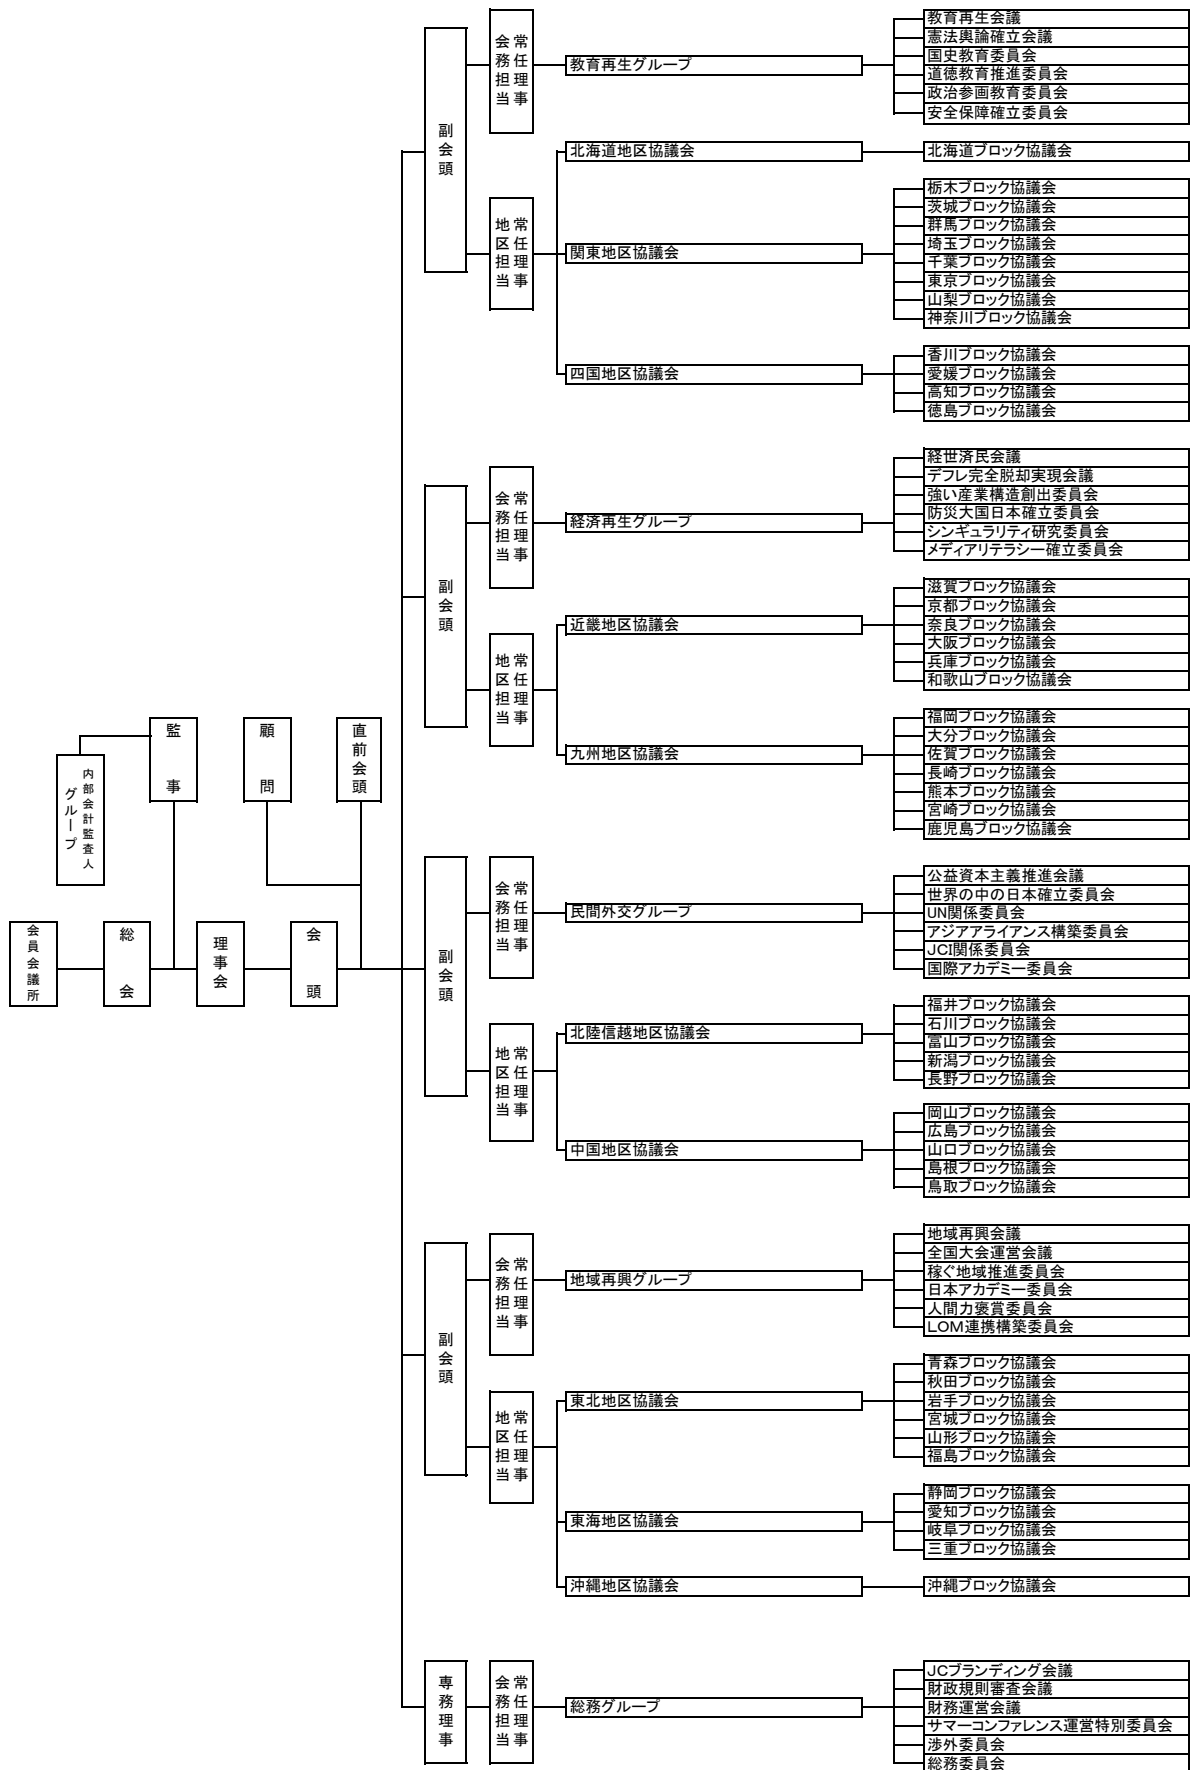 会員会議所
総会
理事会
会頭
監事
内部会計監査人
グループ
顧問
直前会頭
副会頭
常任理事
会務担当
教育再生グループ
教育再生会議
憲法輿論確立会議
国史教育委員会
道徳教育推進委員会
政治参画教育委員会
安全保障確立委員会
常任理事
地区担当
北海道地区協議会
北海道ブロック協議会
関東地区協議会
栃木ブロック協議会
茨城ブロック協議会
群馬ブロック協議会
埼玉ブロック協議会
千葉ブロック協議会
東京ブロック協議会
山梨ブロック協議会
神奈川ブロック協議会
四国地区協議会
香川ブロック協議会
愛媛ブロック協議会
高知ブロック協議会
徳島ブロック協議会
副会頭
常任理事
会務担当
経済再生グループ
経世済民会議
デフレ完全脱却実現会議
強い産業構造創出委員会
防災大国日本確立委員会
シンギュラリティ研究委員会
メディアリテラシー確立委員会
常任理事
地区担当
近畿地区協議会
滋賀ブロック協議会
京都ブロック協議会
奈良ブロック協議会
大阪ブロック協議会
兵庫ブロック協議会
和歌山ブロック協議会
九州地区協議会
福岡ブロック協議会
大分ブロック協議会
佐賀ブロック協議会
長崎ブロック協議会
熊本ブロック協議会
宮崎ブロック協議会
鹿児島ブロック協議会
副会頭
常任理事
会務担当
民間外交グループ
公益資本主義推進会議
世界の中の日本確立委員会
UN関係委員会
アジアアライアンス構築委員会
JCI関係委員会
国際アカデミー委員会
常任理事
地区担当
北陸信越地区協議会
福井ブロック協議会
石川ブロック協議会
富山ブロック協議会
新潟ブロック協議会
長野ブロック協議会
中国地区協議会
岡山ブロック協議会
広島ブロック協議会
山口ブロック協議会
島根ブロック協議会
鳥取ブロック協議会
副会頭
常任理事
会務担当
地域再興グループ
地域再興会議
全国大会運営会議
稼ぐ地域推進委員会
日本アカデミー委員会
人間力褒賞委員会
LOM連携構築委員会
常任理事
地区担当
東北地区協議会
青森ブロック協議会
秋田ブロック協議会
岩手ブロック協議会
宮城ブロック協議会
山形ブロック協議会
福島ブロック協議会
東海地区協議会
静岡ブロック協議会
愛知ブロック協議会
岐阜ブロック協議会
三重ブロック協議会
沖縄地区協議会
沖縄ブロック協議会
専務理事
常任理事
会務担当
総務グループ
JCブランディング会議
財政規則審査会議
財務運営会議
サマーコンファレンス運営特別委員会
渉外委員会
総務委員会